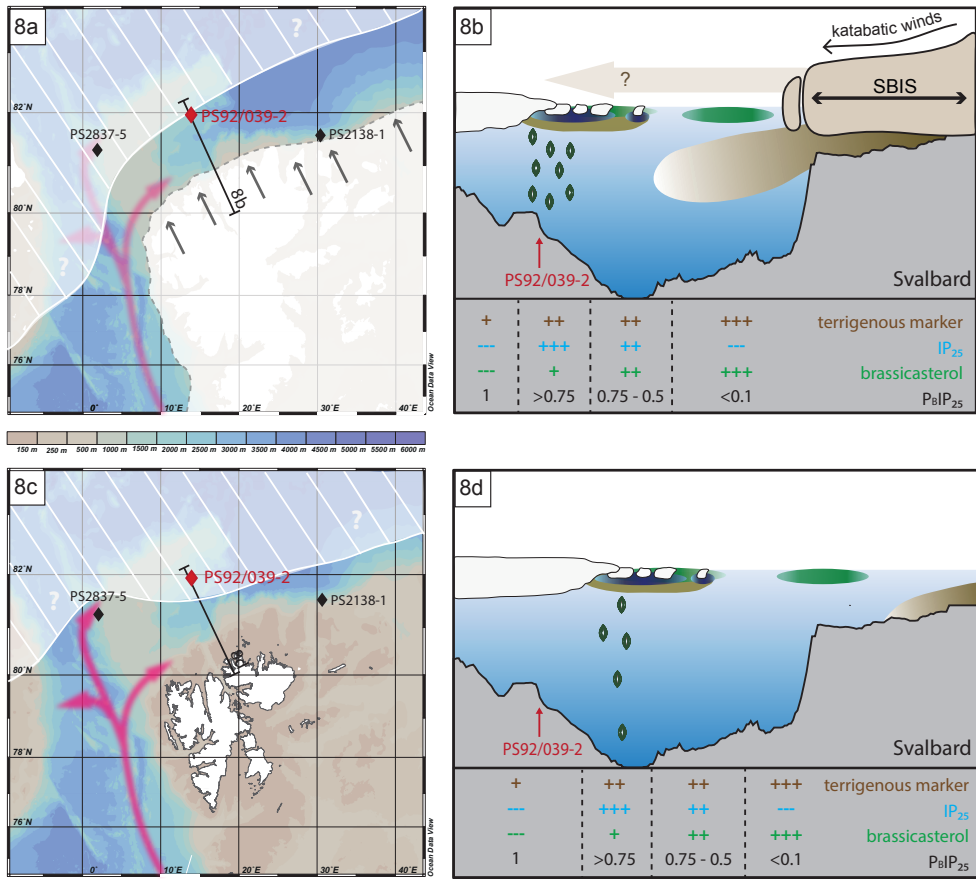 8a
?
82°N
PS92/039-2
PS2837-5
PS2138-1
80°N
?
8b
78°N
76°N
0°
10°E
20°E
30°E
40°E
Ocean Data View
8b
katabatic winds
?
SBIS
PS92/039-2
Svalbard
+ ++ ++ +++ terrigenous marker
--- +++ ++ --- IP₂₅
--- + ++ +++ brassicasterol
1 >0.75 0.75 - 0.5 <0.1 PBIP₂₅
150 m 250 m 500 m 1000 m 1500 m 2000 m 2500 m 3000 m 3500 m 4000 m 4500 m 5000 m 5500 m 6000 m
8c
?
82°N
PS92/039-2
?
PS2837-5
PS2138-1
80°N
8d
78°N
76°N
0°
10°E
20°E
30°E
40°E
Ocean Data View
8d
PS92/039-2
Svalbard
+ ++ ++ +++ terrigenous marker
--- +++ ++ --- IP₂₅
--- + ++ +++ brassicasterol
1 >0.75 0.75 - 0.5 <0.1 PBIP₂₅